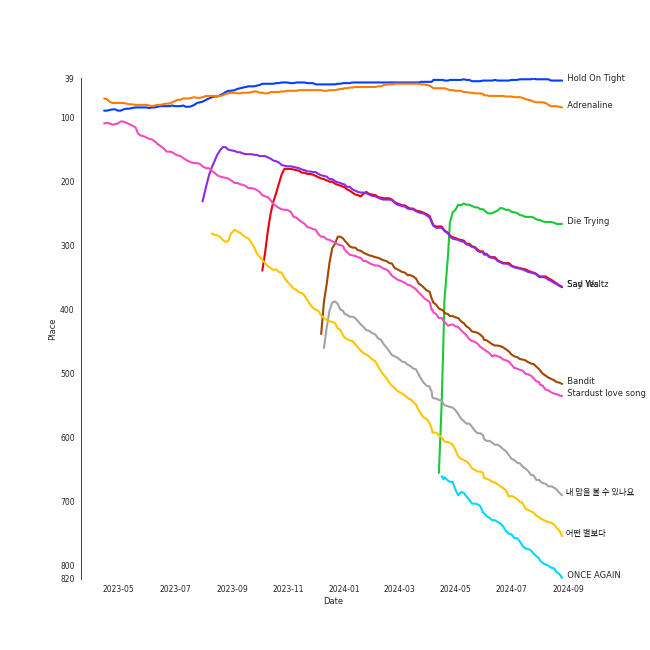 39
100
200
300
400
500
600
700
800
820
Place
2023-05
2023-07
2023-09
2023-11
2024-01
2024-03
2024-05
2024-07
2024-09
Date
Hold On Tight
Adrenaline
Die Trying
Sad Waltz
Bandit
Stardust love song
내 맘을 볼 수 있나요
어떤 별보다
ONCE AGAIN